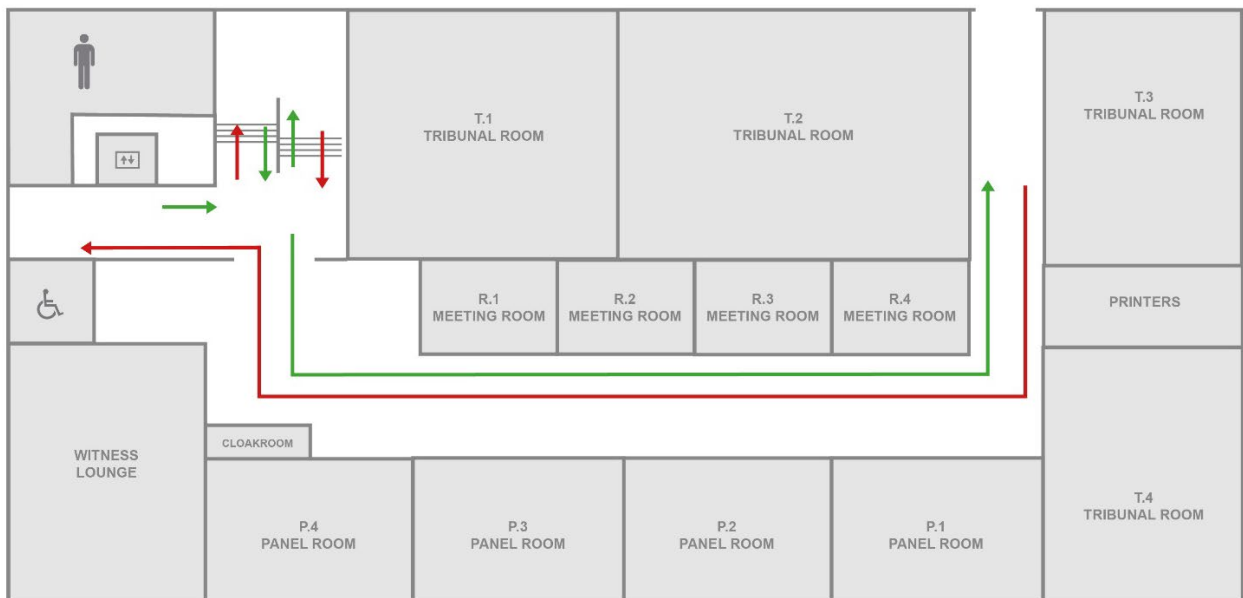 T.1
TRIBUNAL ROOM
T.2
TRIBUNAL ROOM
T.3
TRIBUNAL ROOM
R.1
MEETING ROOM
R.2
MEETING ROOM
R.3
MEETING ROOM
R.4
MEETING ROOM
PRINTERS
CLOAKROOM
WITNESS
LOUNGE
P.4
PANEL ROOM
P.3
PANEL ROOM
P.2
PANEL ROOM
P.1
PANEL ROOM
T.4
TRIBUNAL ROOM